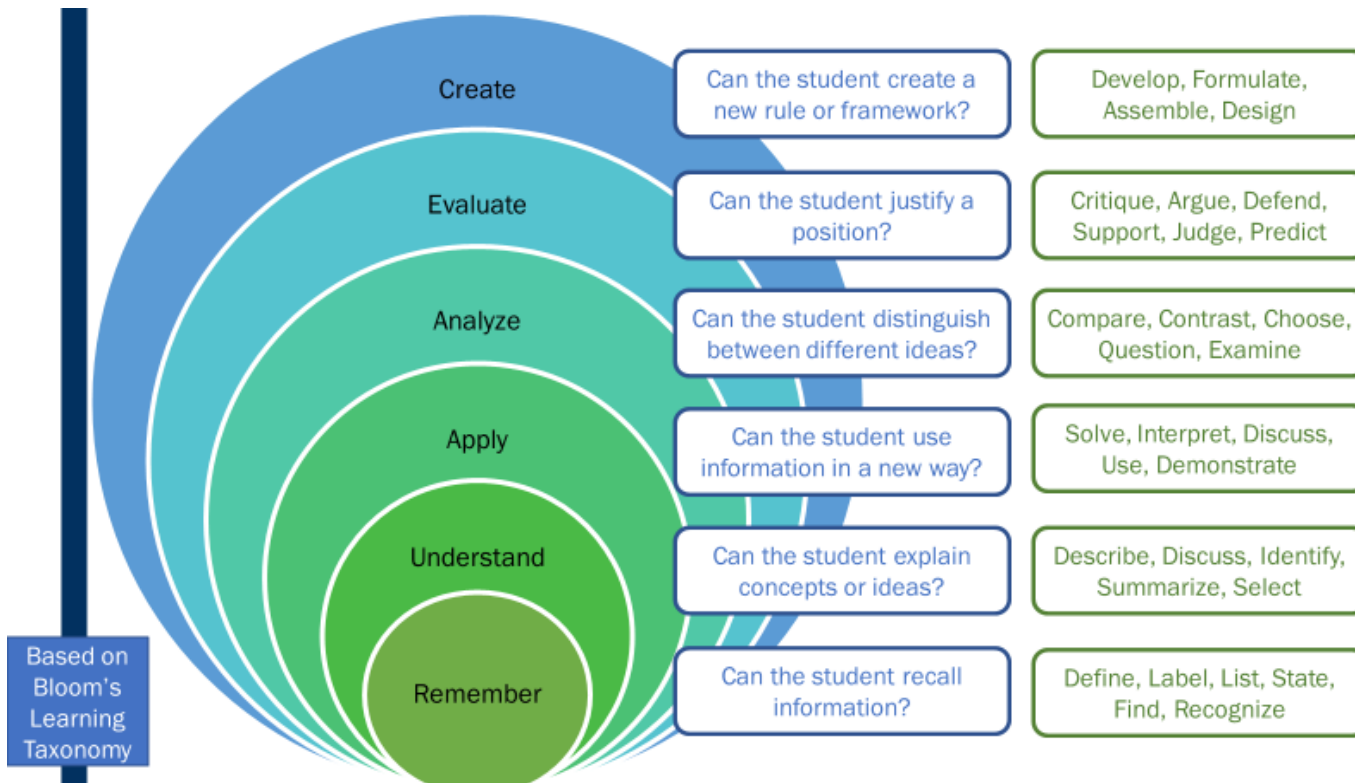 Create
Can the student create a
new rule or framework?
Develop, Formulate,
Assemble, Design
Evaluate
Can the student justify a
position?
Critique, Argue, Defend,
Support, Judge, Predict
Analyze
Can the student distinguish
between different ideas?
Compare, Contrast, Choose,
Question, Examine
Apply
Can the student use
information in a new way?
Solve, Interpret, Discuss,
Use, Demonstrate
Understand
Can the student explain
concepts or ideas?
Describe, Discuss, Identify,
Summarize, Select
Remember
Can the student recall
information?
Define, Label, List, State,
Find, Recognize
Based on
Bloom's
Learning
Taxonomy